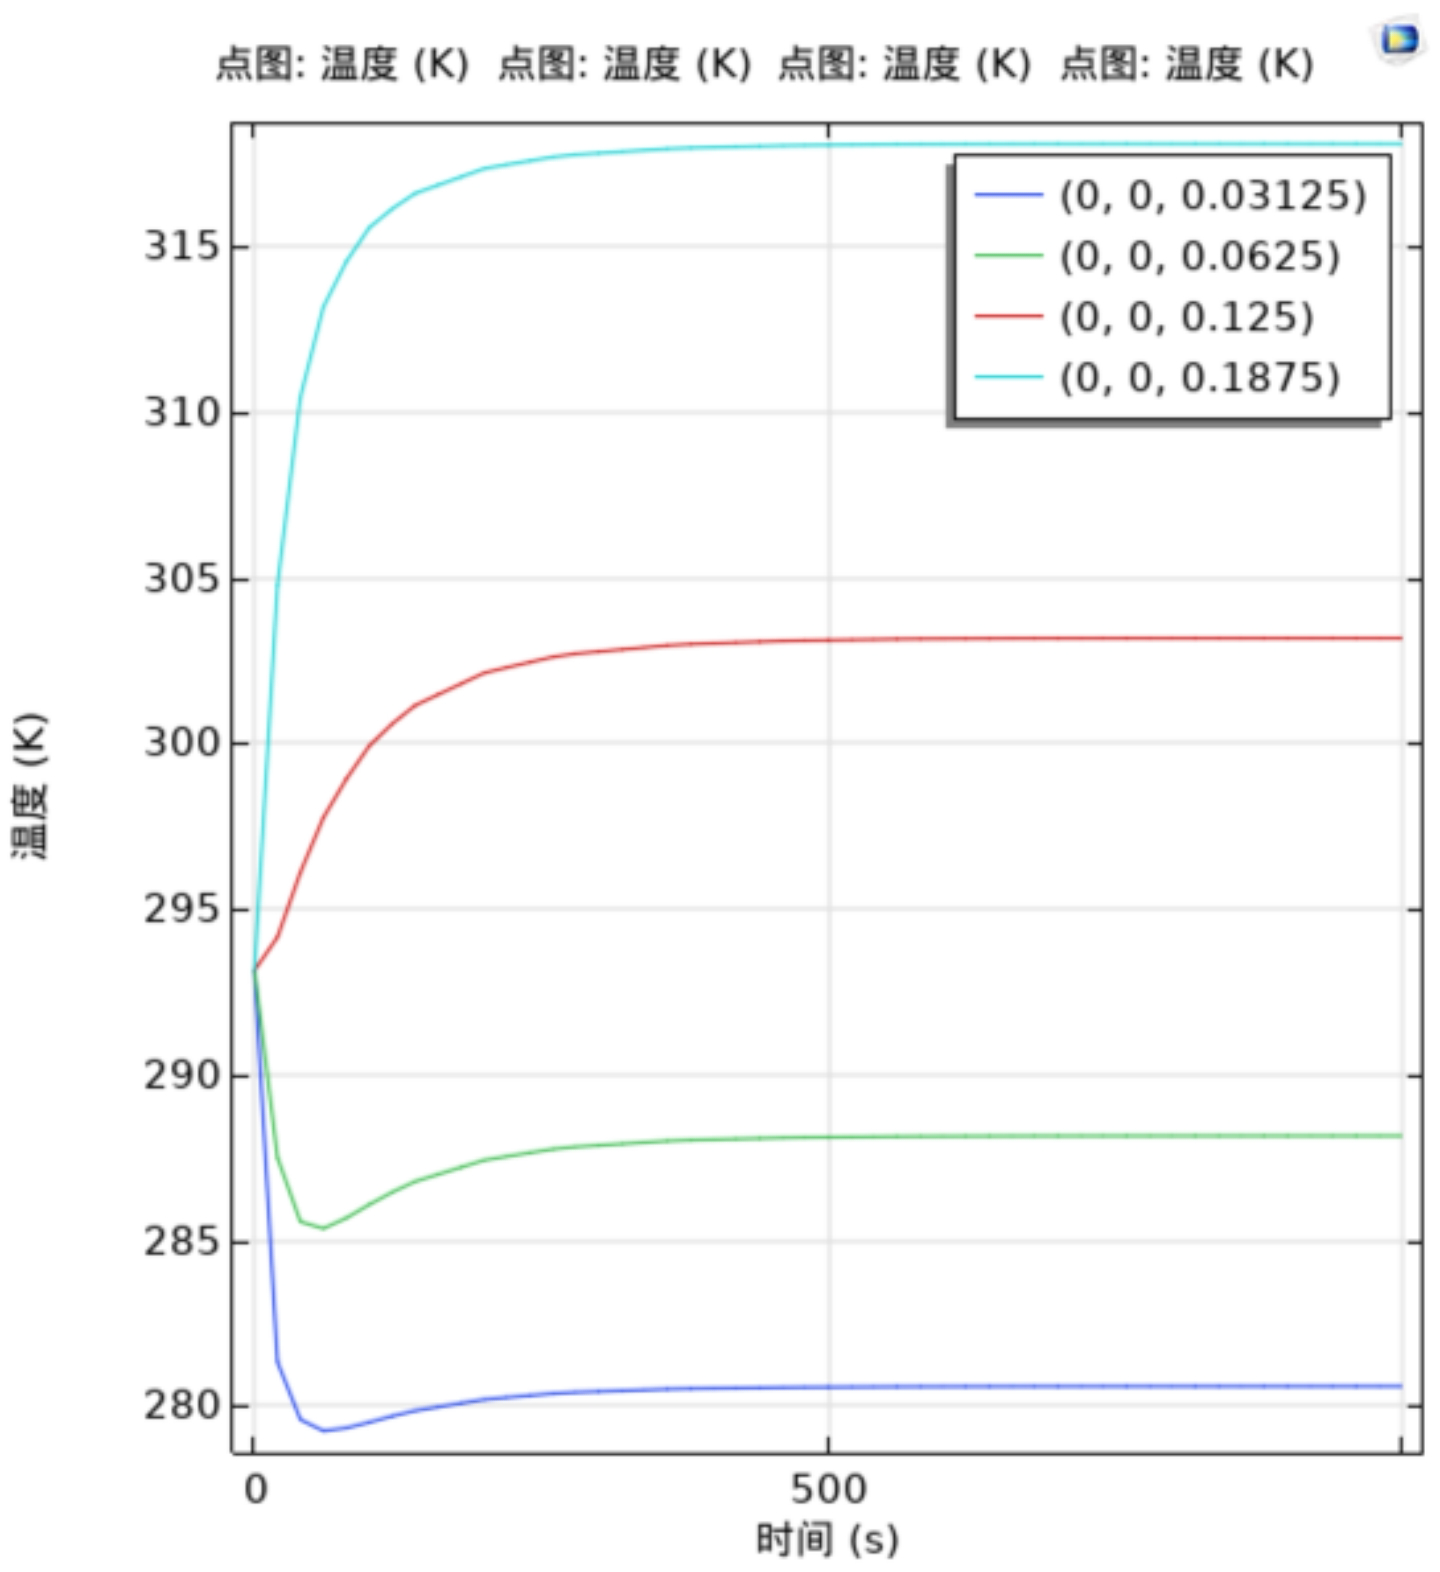 点图: 温度 (K) 点图: 温度 (K) 点图: 温度 (K) 点图: 温度 (K)
(0, 0, 0.03125)
(0, 0, 0.0625)
(0, 0, 0.125)
(0, 0, 0.1875)
315
310
305
300
295
290
285
280
温度 (K)
0 500
时间 (s)